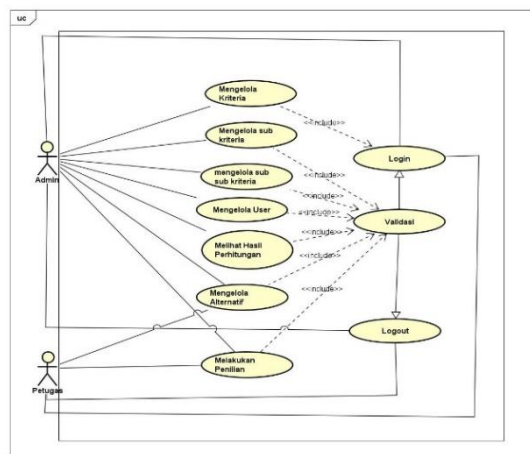 uc
Mengelola
Kriteria
<<include>>
Mengelola sub
kriteria
Login
Admin
mengelola sub
sub kriteria
<<include>>
<<include>>
Mengelola User
<<include>>
Validasi
Melihat Hasil
Perhitungan
<<include>>
<<include>>
Mengelola
Alternatif
<<include>>
Logout
Petugas
Melakukan
Penilian